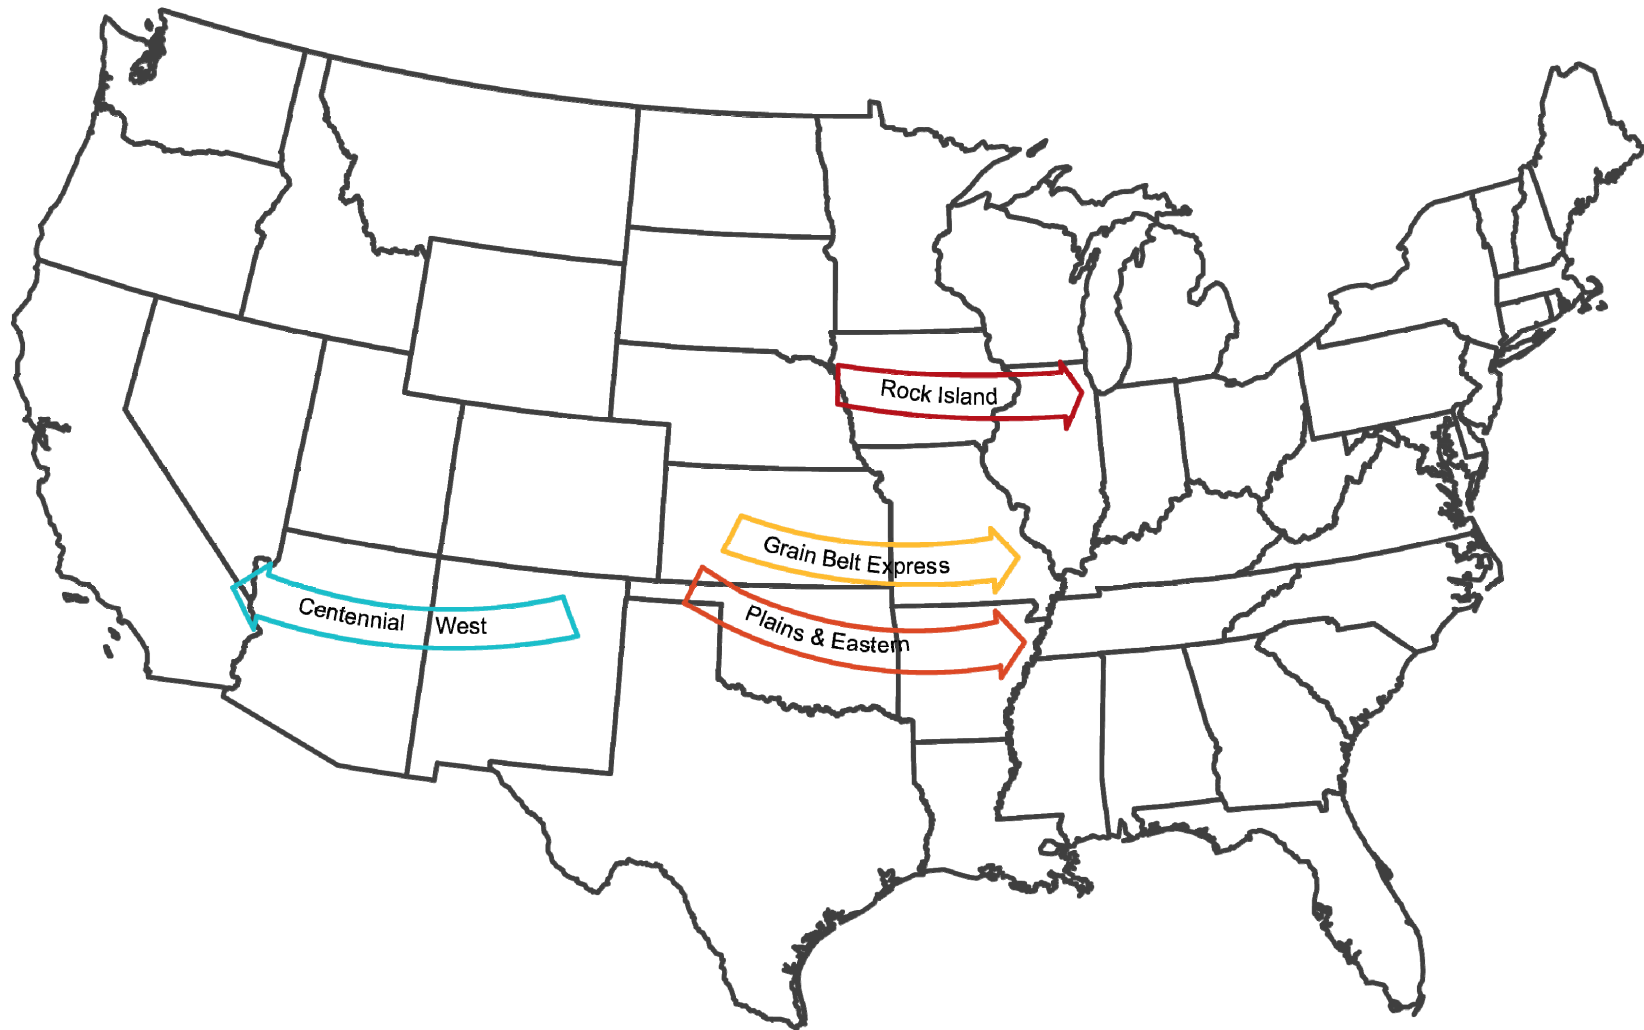 Rock Island
Grain Belt Express
Centennial West
Plains & Eastern